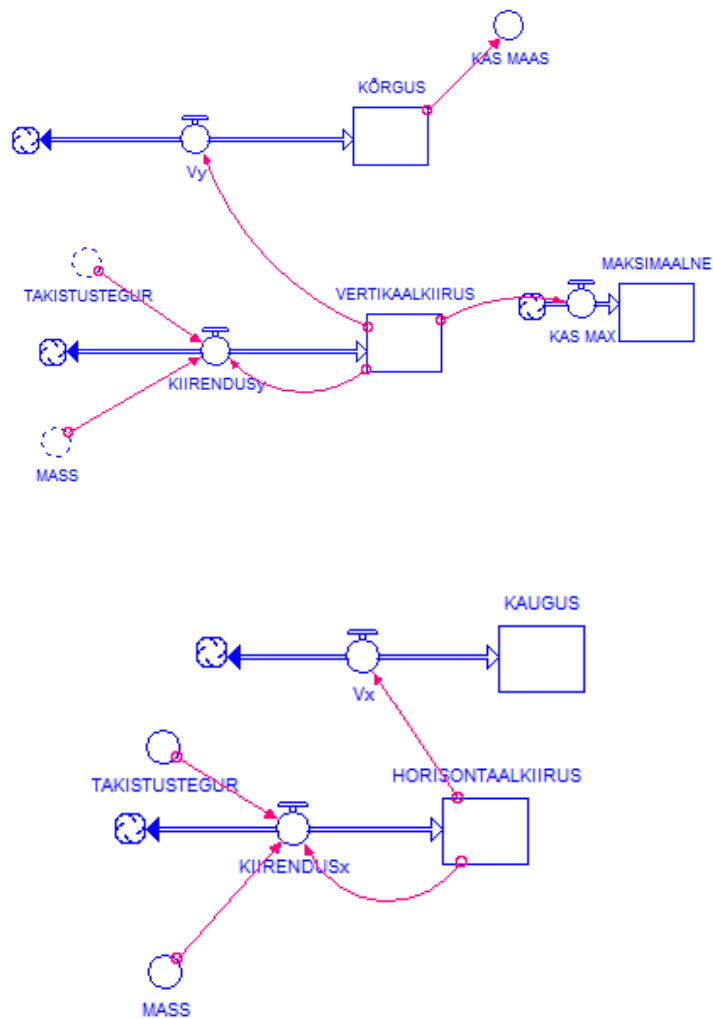 KAS MAAS
KÕRGUS
Vy
TAKISTUSTEGUR
VERTIKAALKIIRUS
MAKSIMAALNE
KAS MAX
KIIRENDUSy
MASS
KAUGUS
Vx
TAKISTUSTEGUR
HORISONTAALKIIRUS
KIIRENDUSx
MASS